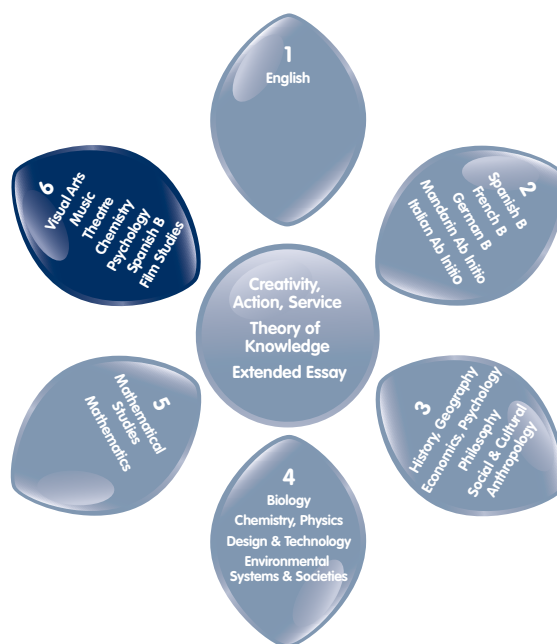 1
English
2
Spanish B
French B
German B
Mandarin Ab Initio
Italian Ab InitiO
3
History, Geography
Economics, Psychology
Philosophy
Social & Cultural
Anthropology
4
Biology
Chemistry, Physics
Design & Technology
Environmental
Systems & Societies
5
Mathematical
Studies
Mathematics
6
Visual Arts
Music
Theatre
Chemistry
Psychology
Spanish B
Film Studies
Creativity,
Action, Service
Theory of
Knowledge
Extended Essay